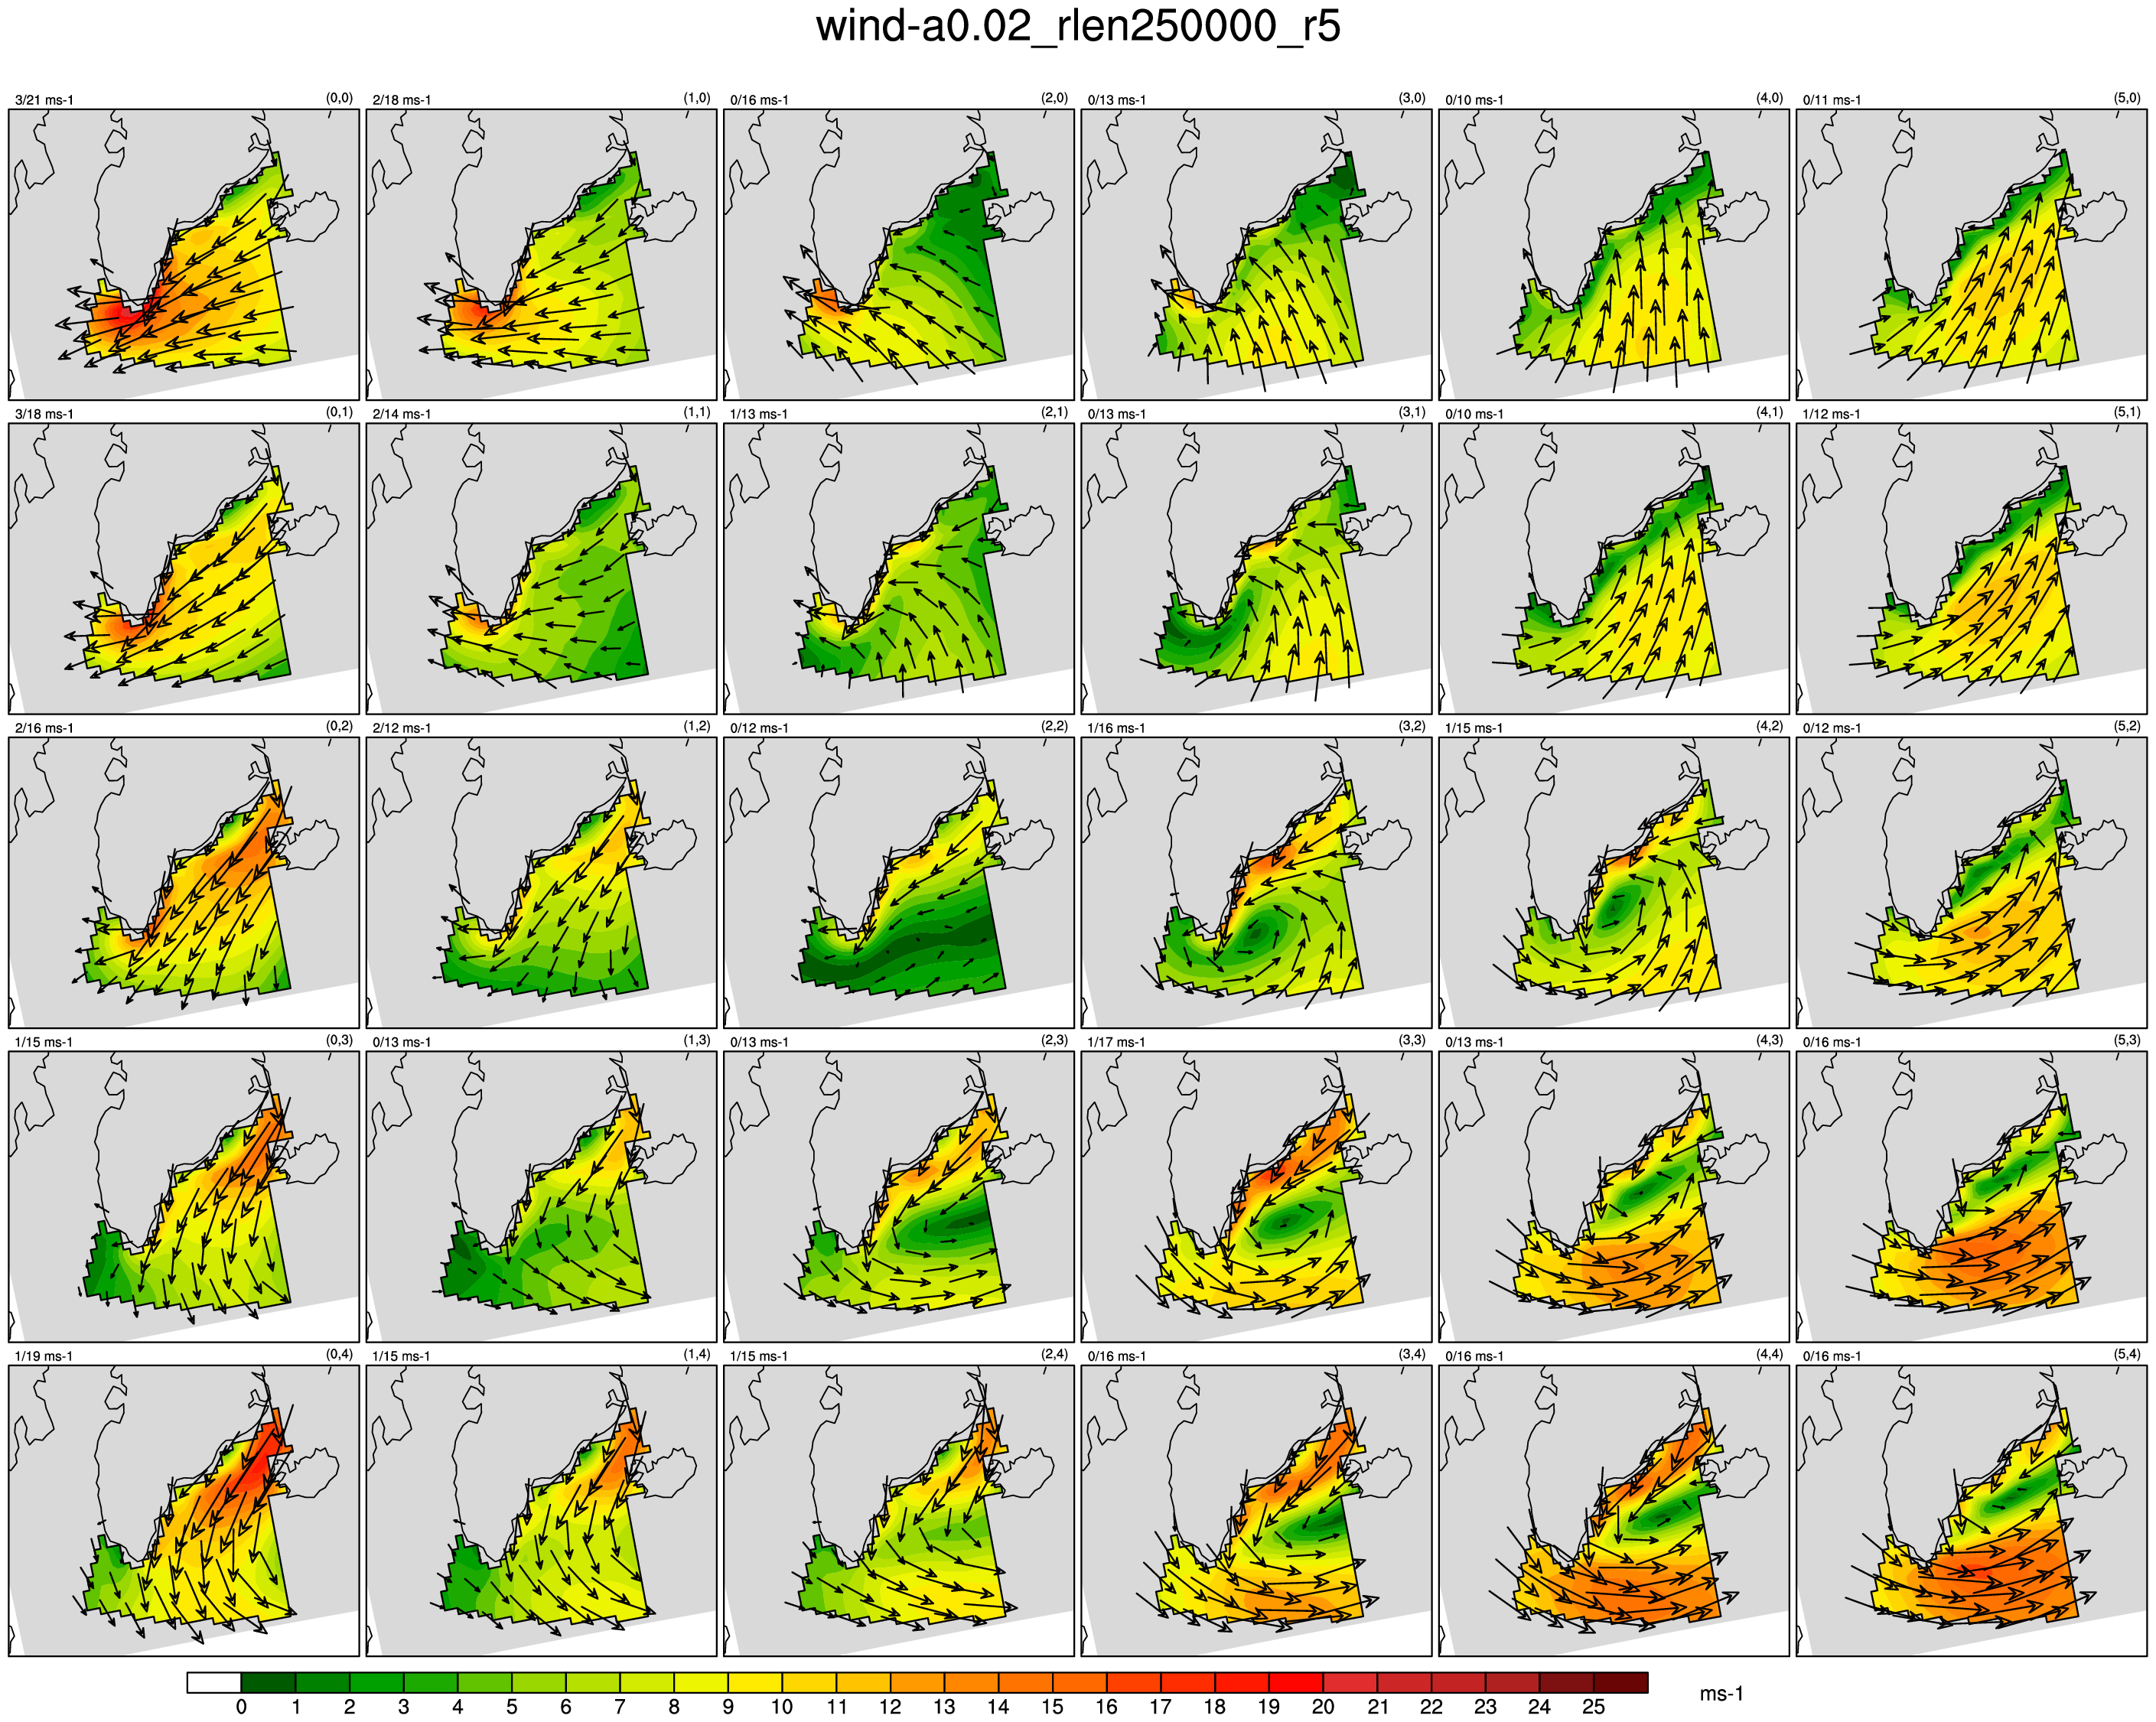 wind-a0.02_rlen250000_r5
3/21 ms-1 (0,0) 2/18 ms-1 (1,0) 0/16 ms-1 (2,0) 0/13 ms-1 (3,0) 0/10 ms-1 (4,0) 0/11 ms-1 (5,0)
3/18 ms-1 (0,1) 2/14 ms-1 (1,1) 1/13 ms-1 (2,1) 0/13 ms-1 (3,1) 0/10 ms-1 (4,1) 1/12 ms-1 (5,1)
2/16 ms-1 (0,2) 2/12 ms-1 (1,2) 0/12 ms-1 (2,2) 1/16 ms-1 (3,2) 1/15 ms-1 (4,2) 0/12 ms-1 (5,2)
1/15 ms-1 (0,3) 0/13 ms-1 (1,3) 0/13 ms-1 (2,3) 1/17 ms-1 (3,3) 0/13 ms-1 (4,3) 0/16 ms-1 (5,3)
1/19 ms-1 (0,4) 1/15 ms-1 (1,4) 1/15 ms-1 (2,4) 0/16 ms-1 (3,4) 0/16 ms-1 (4,4) 0/16 ms-1 (5,4)
0 1 2 3 4 5 6 7 8 9 10 11 12 13 14 15 16 17 18 19 20 21 22 23 24 25 ms-1